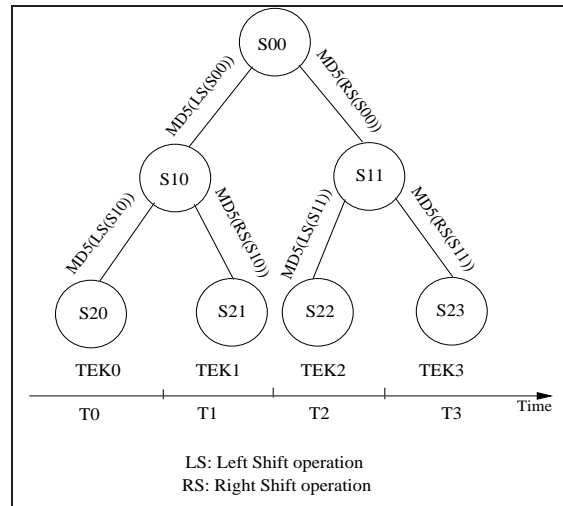 S00
MD5(LS(S00))
MD5(RS(S00))
S10
S11
MD5(LS(S10))
MD5(RS(S10))
MD5(LS(S11))
MD5(RS(S11))
S20
S21
S22
S23
TEK0
TEK1
TEK2
TEK3
T0
T1
T2
T3
Time
LS: Left Shift operation
RS: Right Shift operation